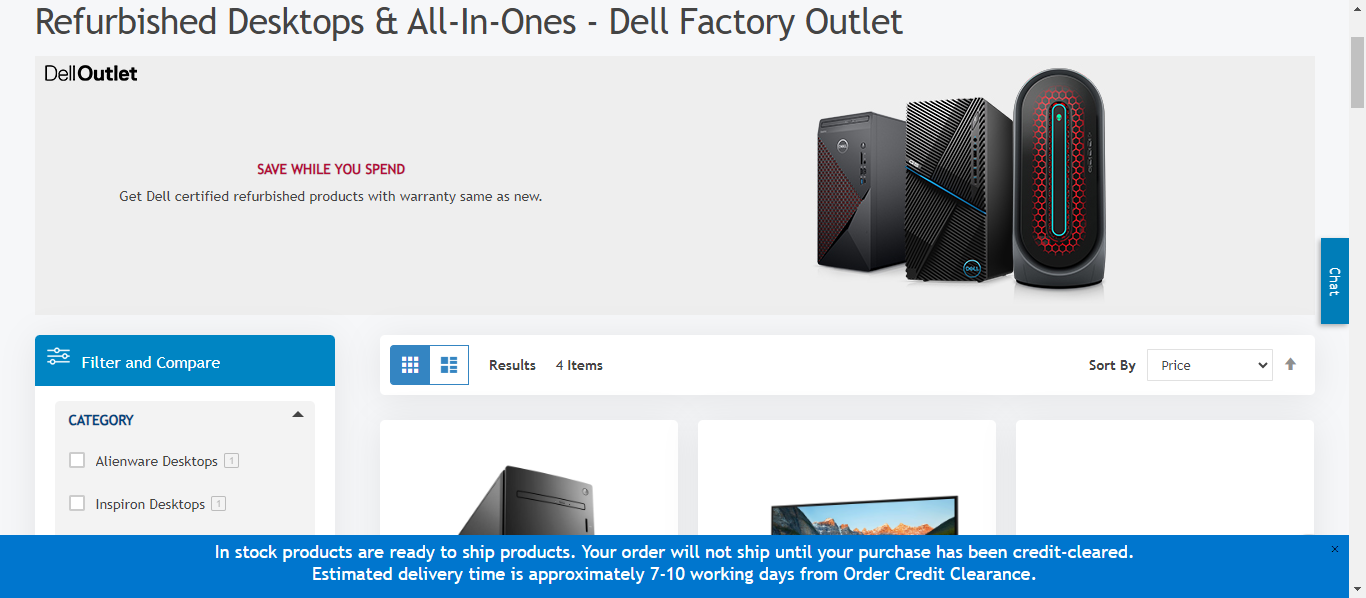 Refurbished Desktops & All-In-Ones - Dell Factory Outlet
DellOutlet
SAVE WHILE YOU SPEND
Get Dell certified refurbished products with warranty same as new.
Chat
Filter and Compare
Results 4 Items
Sort By Price
CATEGORY
Alienware Desktops 1
Inspiron Desktops 1
In stock products are ready to ship products. Your order will not ship until your purchase has been credit-cleared.
Estimated delivery time is approximately 7-10 working days from Order Credit Clearance.